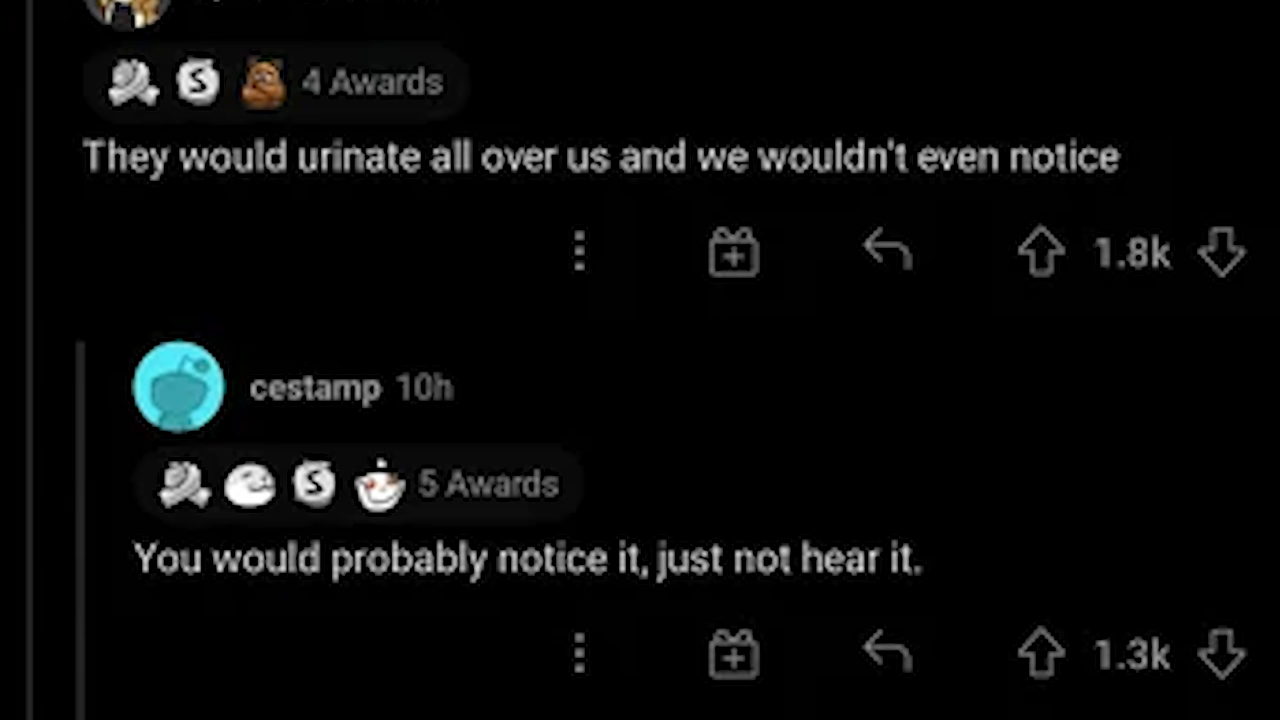 4 Awards
They would urinate all over us and we wouldn't even notice
1.8k
cestamp 10h
5 Awards
You would probably notice it, just not hear it.
1.3k